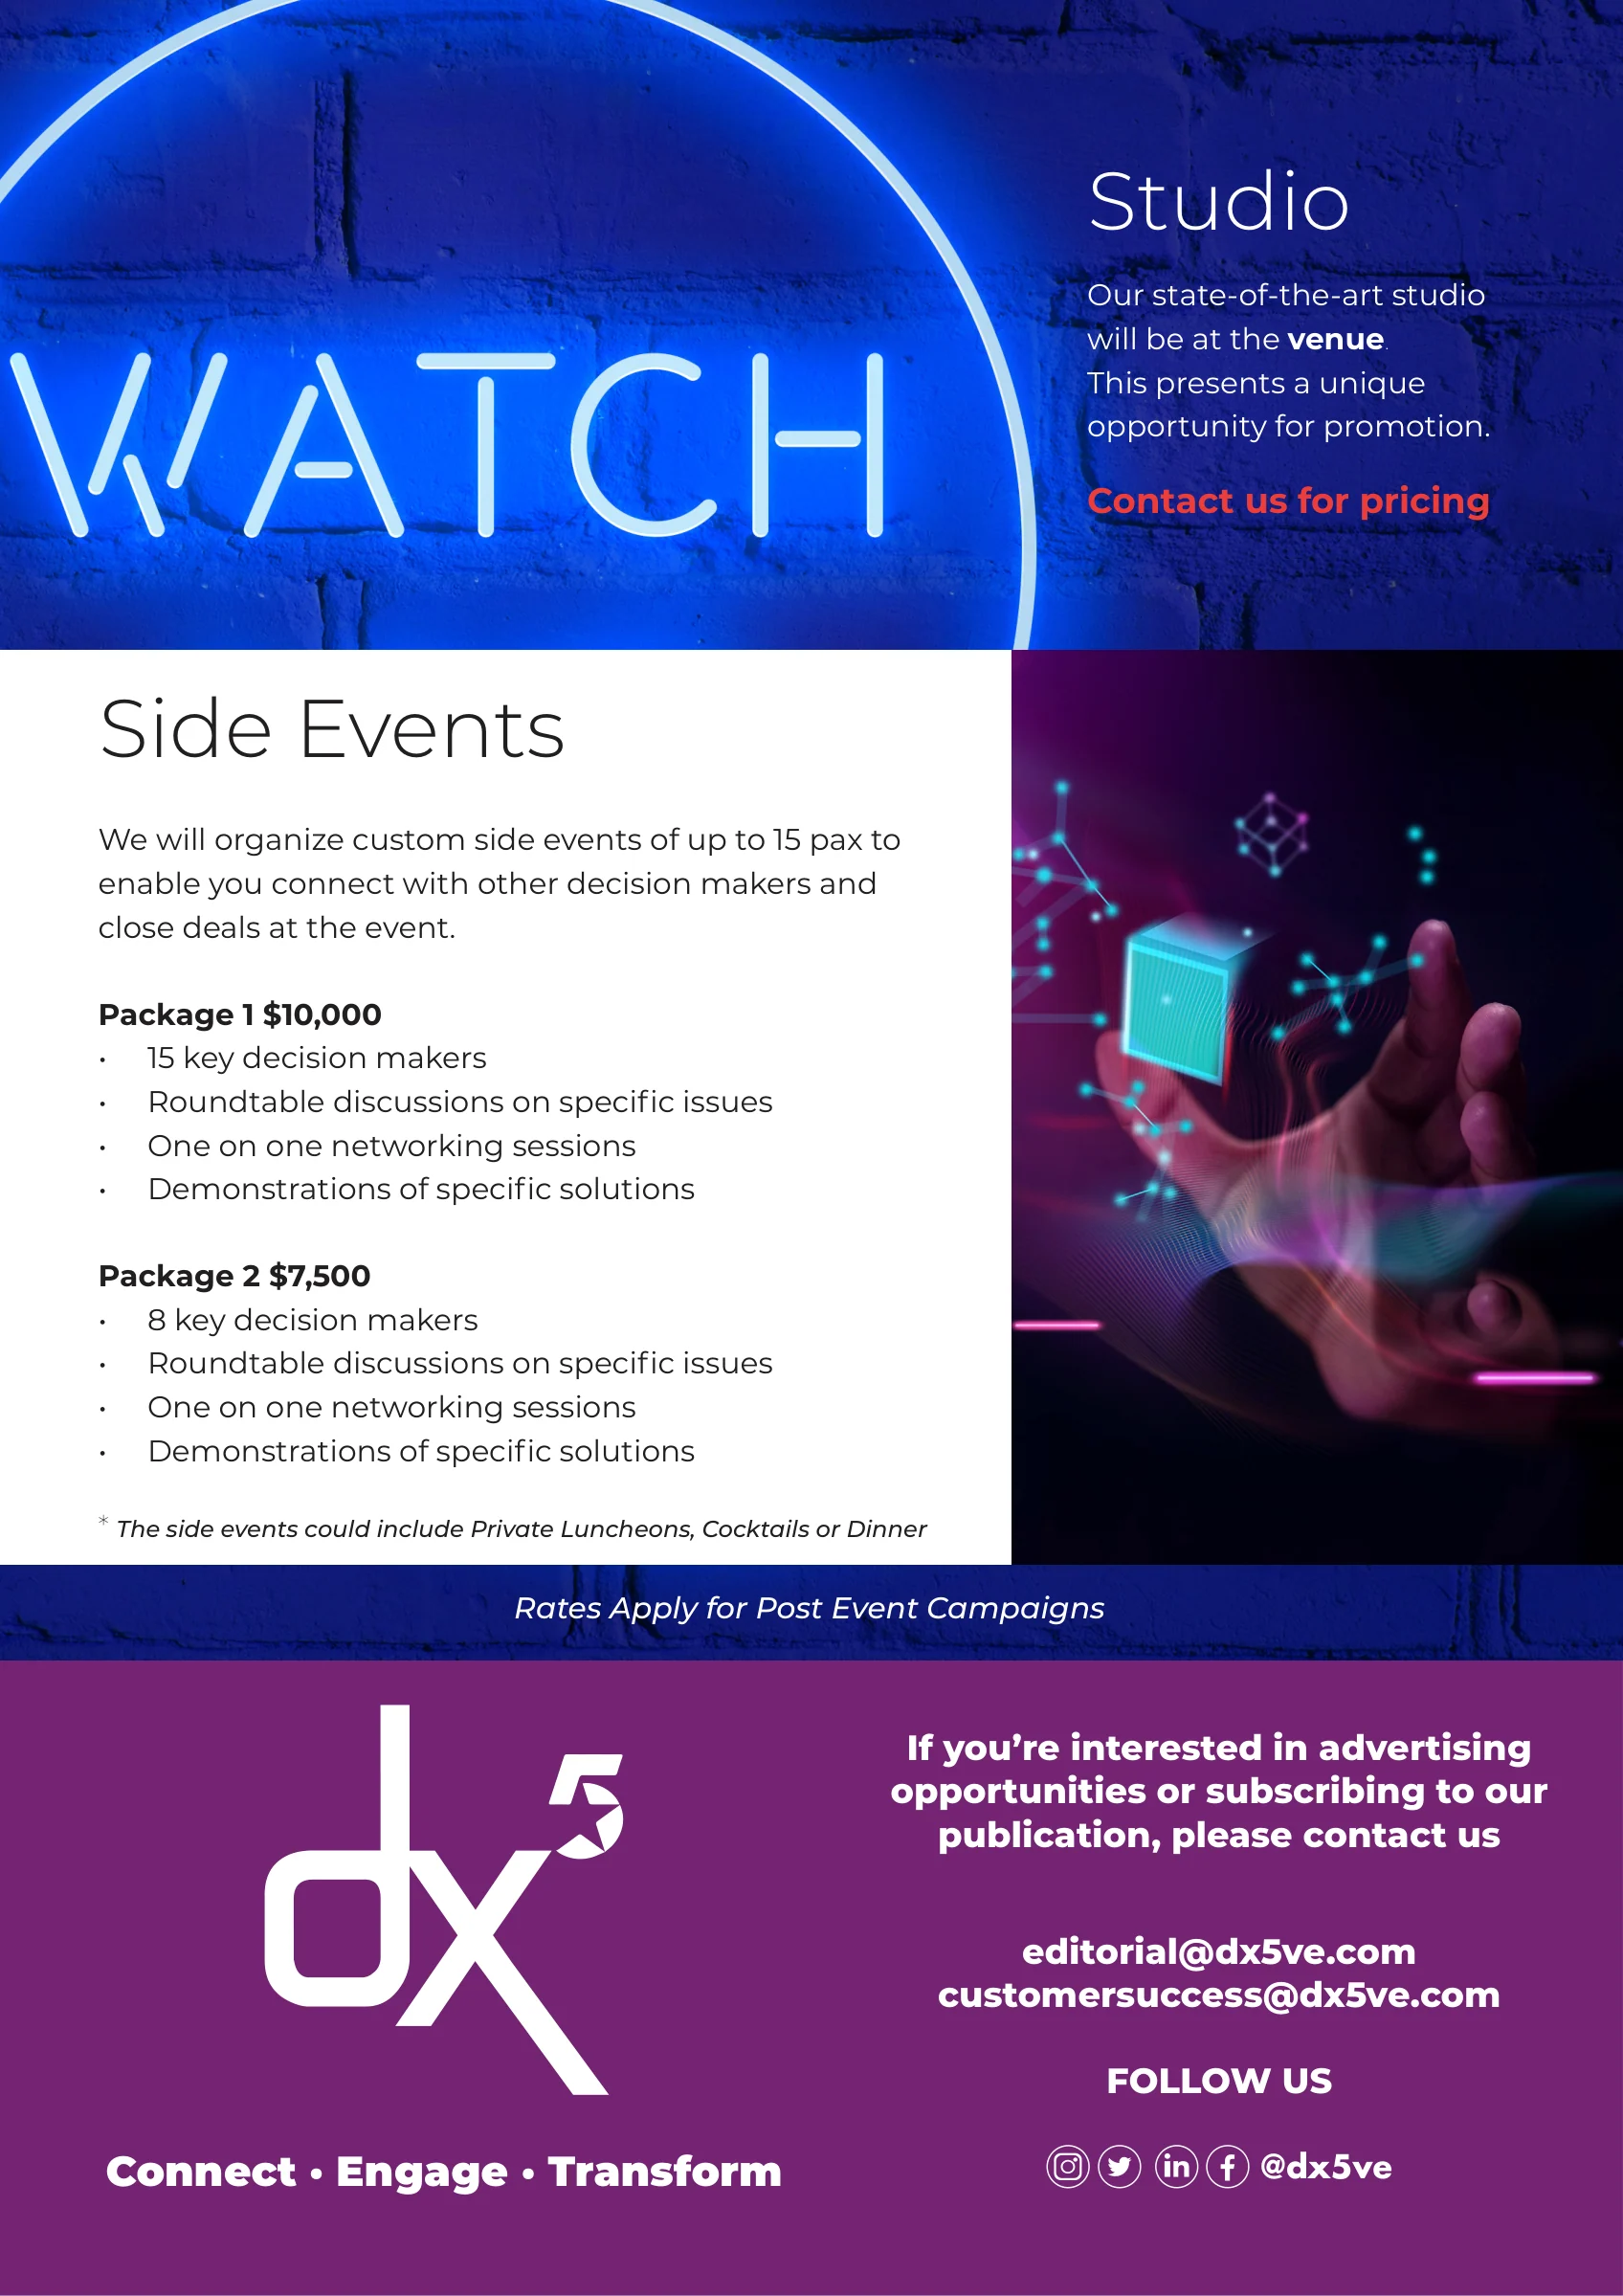 WATCH
Studio
Our state-of-the-art studio
will be at the venue.
This presents a unique
opportunity for promotion.
Contact us for pricing
Side Events
We will organize custom side events of up to 15 pax to
enable you connect with other decision makers and
close deals at the event.
Package 1 $10,000
• 15 key decision makers
• Roundtable discussions on specific issues
• One on one networking sessions
• Demonstrations of specific solutions
Package 2 $7,500
• 8 key decision makers
• Roundtable discussions on specific issues
• One on one networking sessions
• Demonstrations of specific solutions
* The side events could include Private Luncheons, Cocktails or Dinner
Rates Apply for Post Event Campaigns
dx5
Connect • Engage • Transform
If you’re interested in advertising
opportunities or subscribing to our
publication, please contact us
editorial@dx5ve.com
customersuccess@dx5ve.com
FOLLOW US
@dx5ve